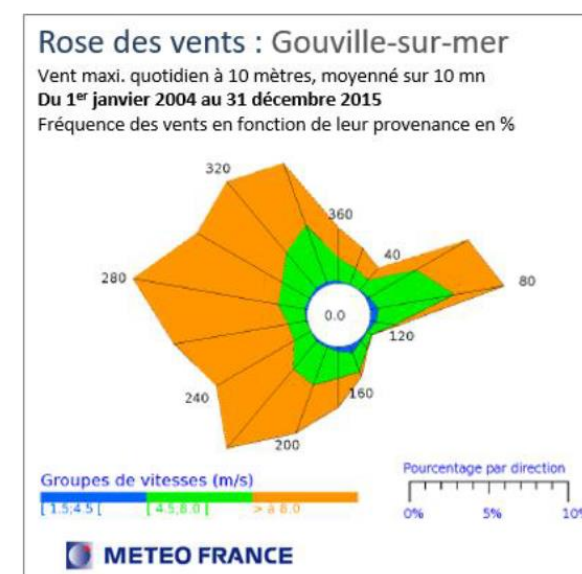 Rose des vents : Gouville-sur-mer
Vent maxi. quotidien à 10 mètres, moyenné sur 10 mn
Du 1er janvier 2004 au 31 décembre 2015
Fréquence des vents en fonction de leur provenance en %
320
360
40
280
80
0.0
120
240
160
200
Groupes de vitesses (m/s)
[ 1.5;4.5 [ [ 4.5;8.0 [ > à 8.0
Pourcentage par direction
0% 5% 10%
METEO FRANCE